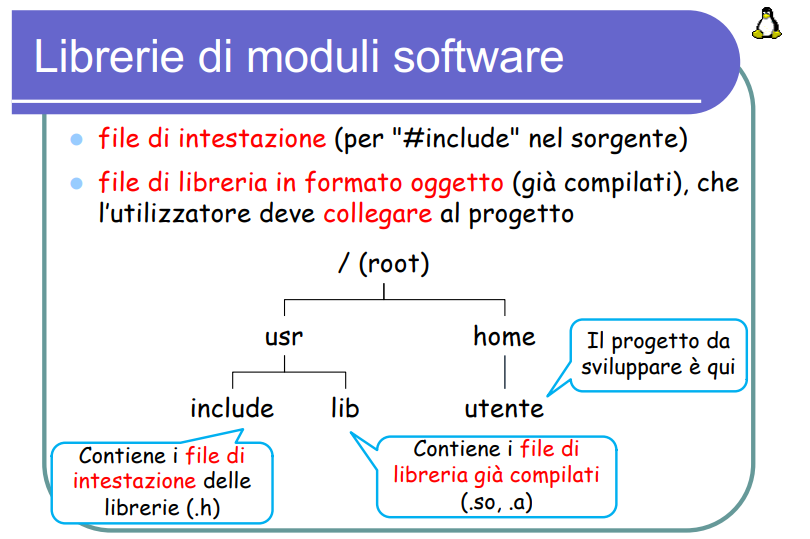 Librerie di moduli software
file di intestazione (per "#include" nel sorgente)
file di libreria in formato oggetto (già compilati), che
l'utilizzatore deve collegare al progetto
/ (root)
usr
home
Il progetto da
sviluppare è qui
include
lib
utente
Contiene i file di
intestazione delle
librerie (.h)
Contiene i file di
libreria già compilati
(.so, .a)